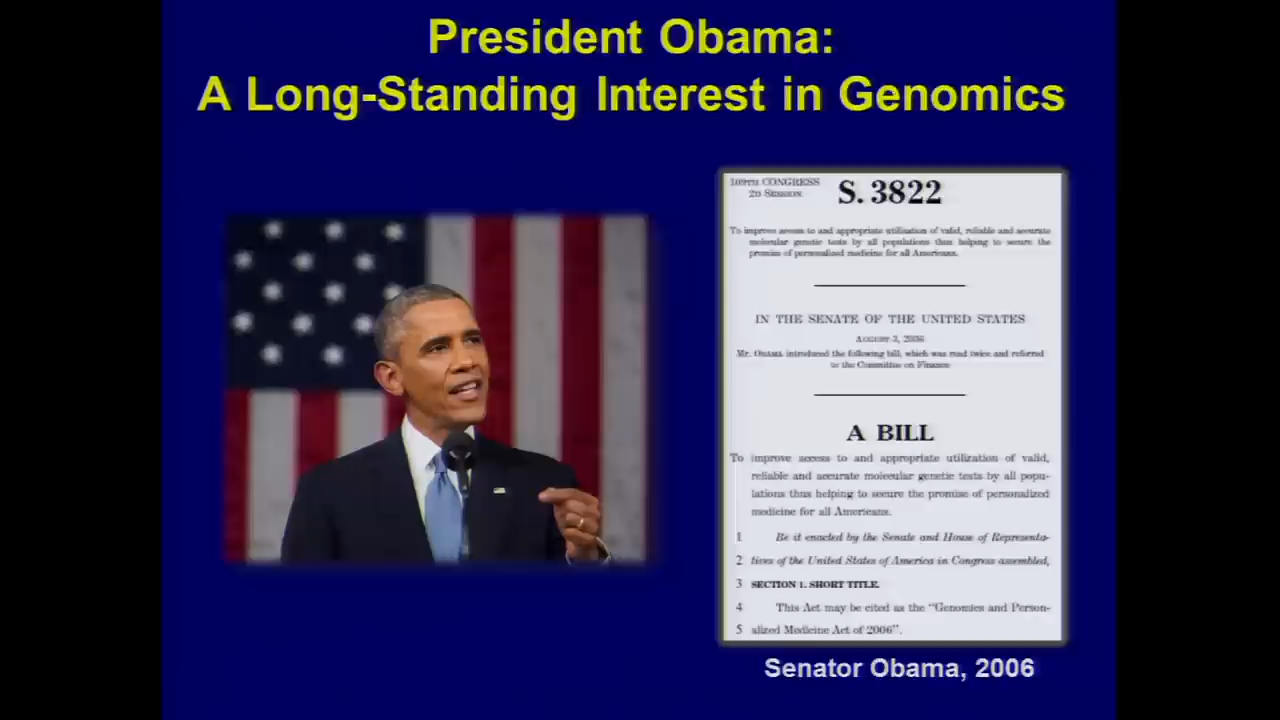 President Obama:
A Long-Standing Interest in Genomics
109TH CONGRESS
2D SESSION
S. 3822
To improve access to and appropriate utilization of valid, reliable and accurate
molecular genetic tests by all populations thus helping to secure the
promise of personalized medicine for all Americans.
IN THE SENATE OF THE UNITED STATES
AUGUST 3, 2006
Mr. OBAMA introduced the following bill; which was read twice and referred
to the Committee on Finance
A BILL
To improve access to and appropriate utilization of valid,
reliable and accurate molecular genetic tests by all popu-
lations thus helping to secure the promise of personalized
medicine for all Americans.
1 Be it enacted by the Senate and House of Representa-
2 tives of the United States of America in Congress assembled,
3 SECTION 1. SHORT TITLE.
4 This Act may be cited as the “Genomics and Person-
5 alized Medicine Act of 2006”.
Senator Obama, 2006